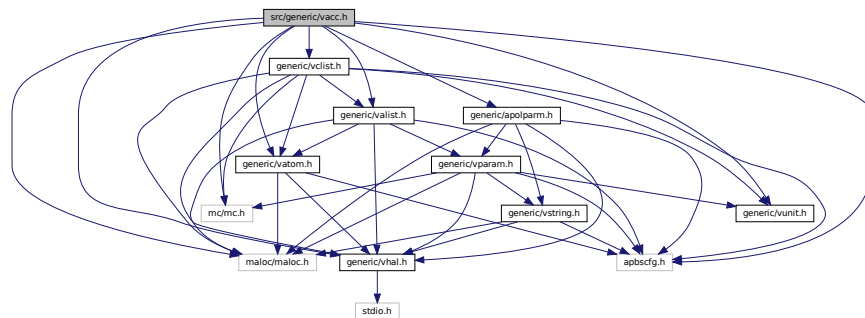 src/generic/vacc.h
generic/vclist.h
generic/valist.h
generic/apolparm.h
generic/vatom.h
generic/vparam.h
mc/mc.h
generic/vstring.h
generic/vunit.h
maloc/maloc.h
generic/vhal.h
apbscfg.h
stdio.h